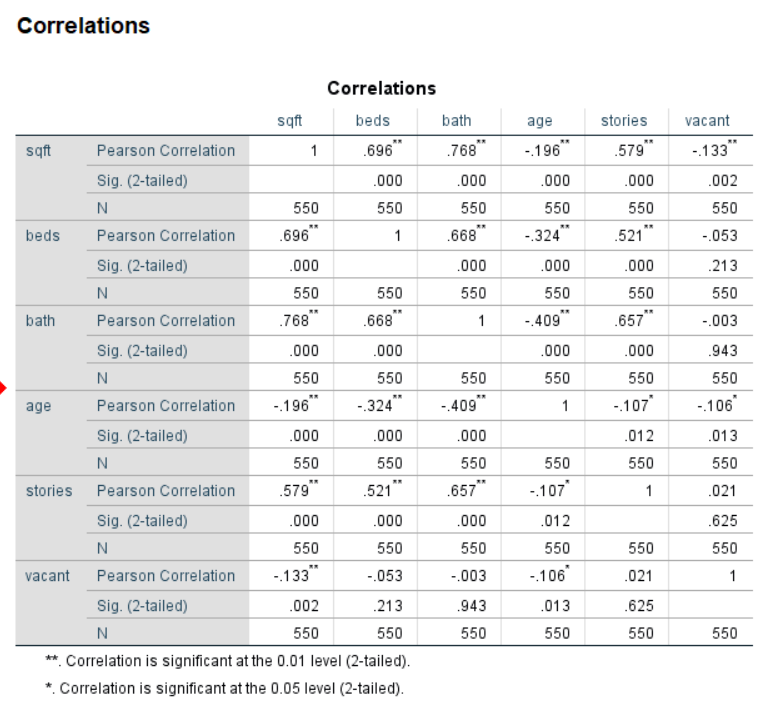 Correlations
Correlations
sqft beds bath age stories vacant
sqft Pearson Correlation 1 .696** .768** -.196** .579** -.133**
Sig. (2-tailed) .000 .000 .000 .000 .002
N 550 550 550 550 550 550
beds Pearson Correlation .696** 1 .668** -.324** .521** -.053
Sig. (2-tailed) .000 .000 .000 .000 .213
N 550 550 550 550 550 550
bath Pearson Correlation .768** .668** 1 -.409** .657** -.003
Sig. (2-tailed) .000 .000 .000 .000 .943
N 550 550 550 550 550 550
age Pearson Correlation -.196** -.324** -.409** 1 -.107* -.106*
Sig. (2-tailed) .000 .000 .000 .012 .013
N 550 550 550 550 550 550
stories Pearson Correlation .579** .521** .657** -.107* 1 .021
Sig. (2-tailed) .000 .000 .000 .012 .625
N 550 550 550 550 550 550
vacant Pearson Correlation -.133** -.053 -.003 -.106* .021 1
Sig. (2-tailed) .002 .213 .943 .013 .625
N 550 550 550 550 550 550
**. Correlation is significant at the 0.01 level (2-tailed).
*. Correlation is significant at the 0.05 level (2-tailed).